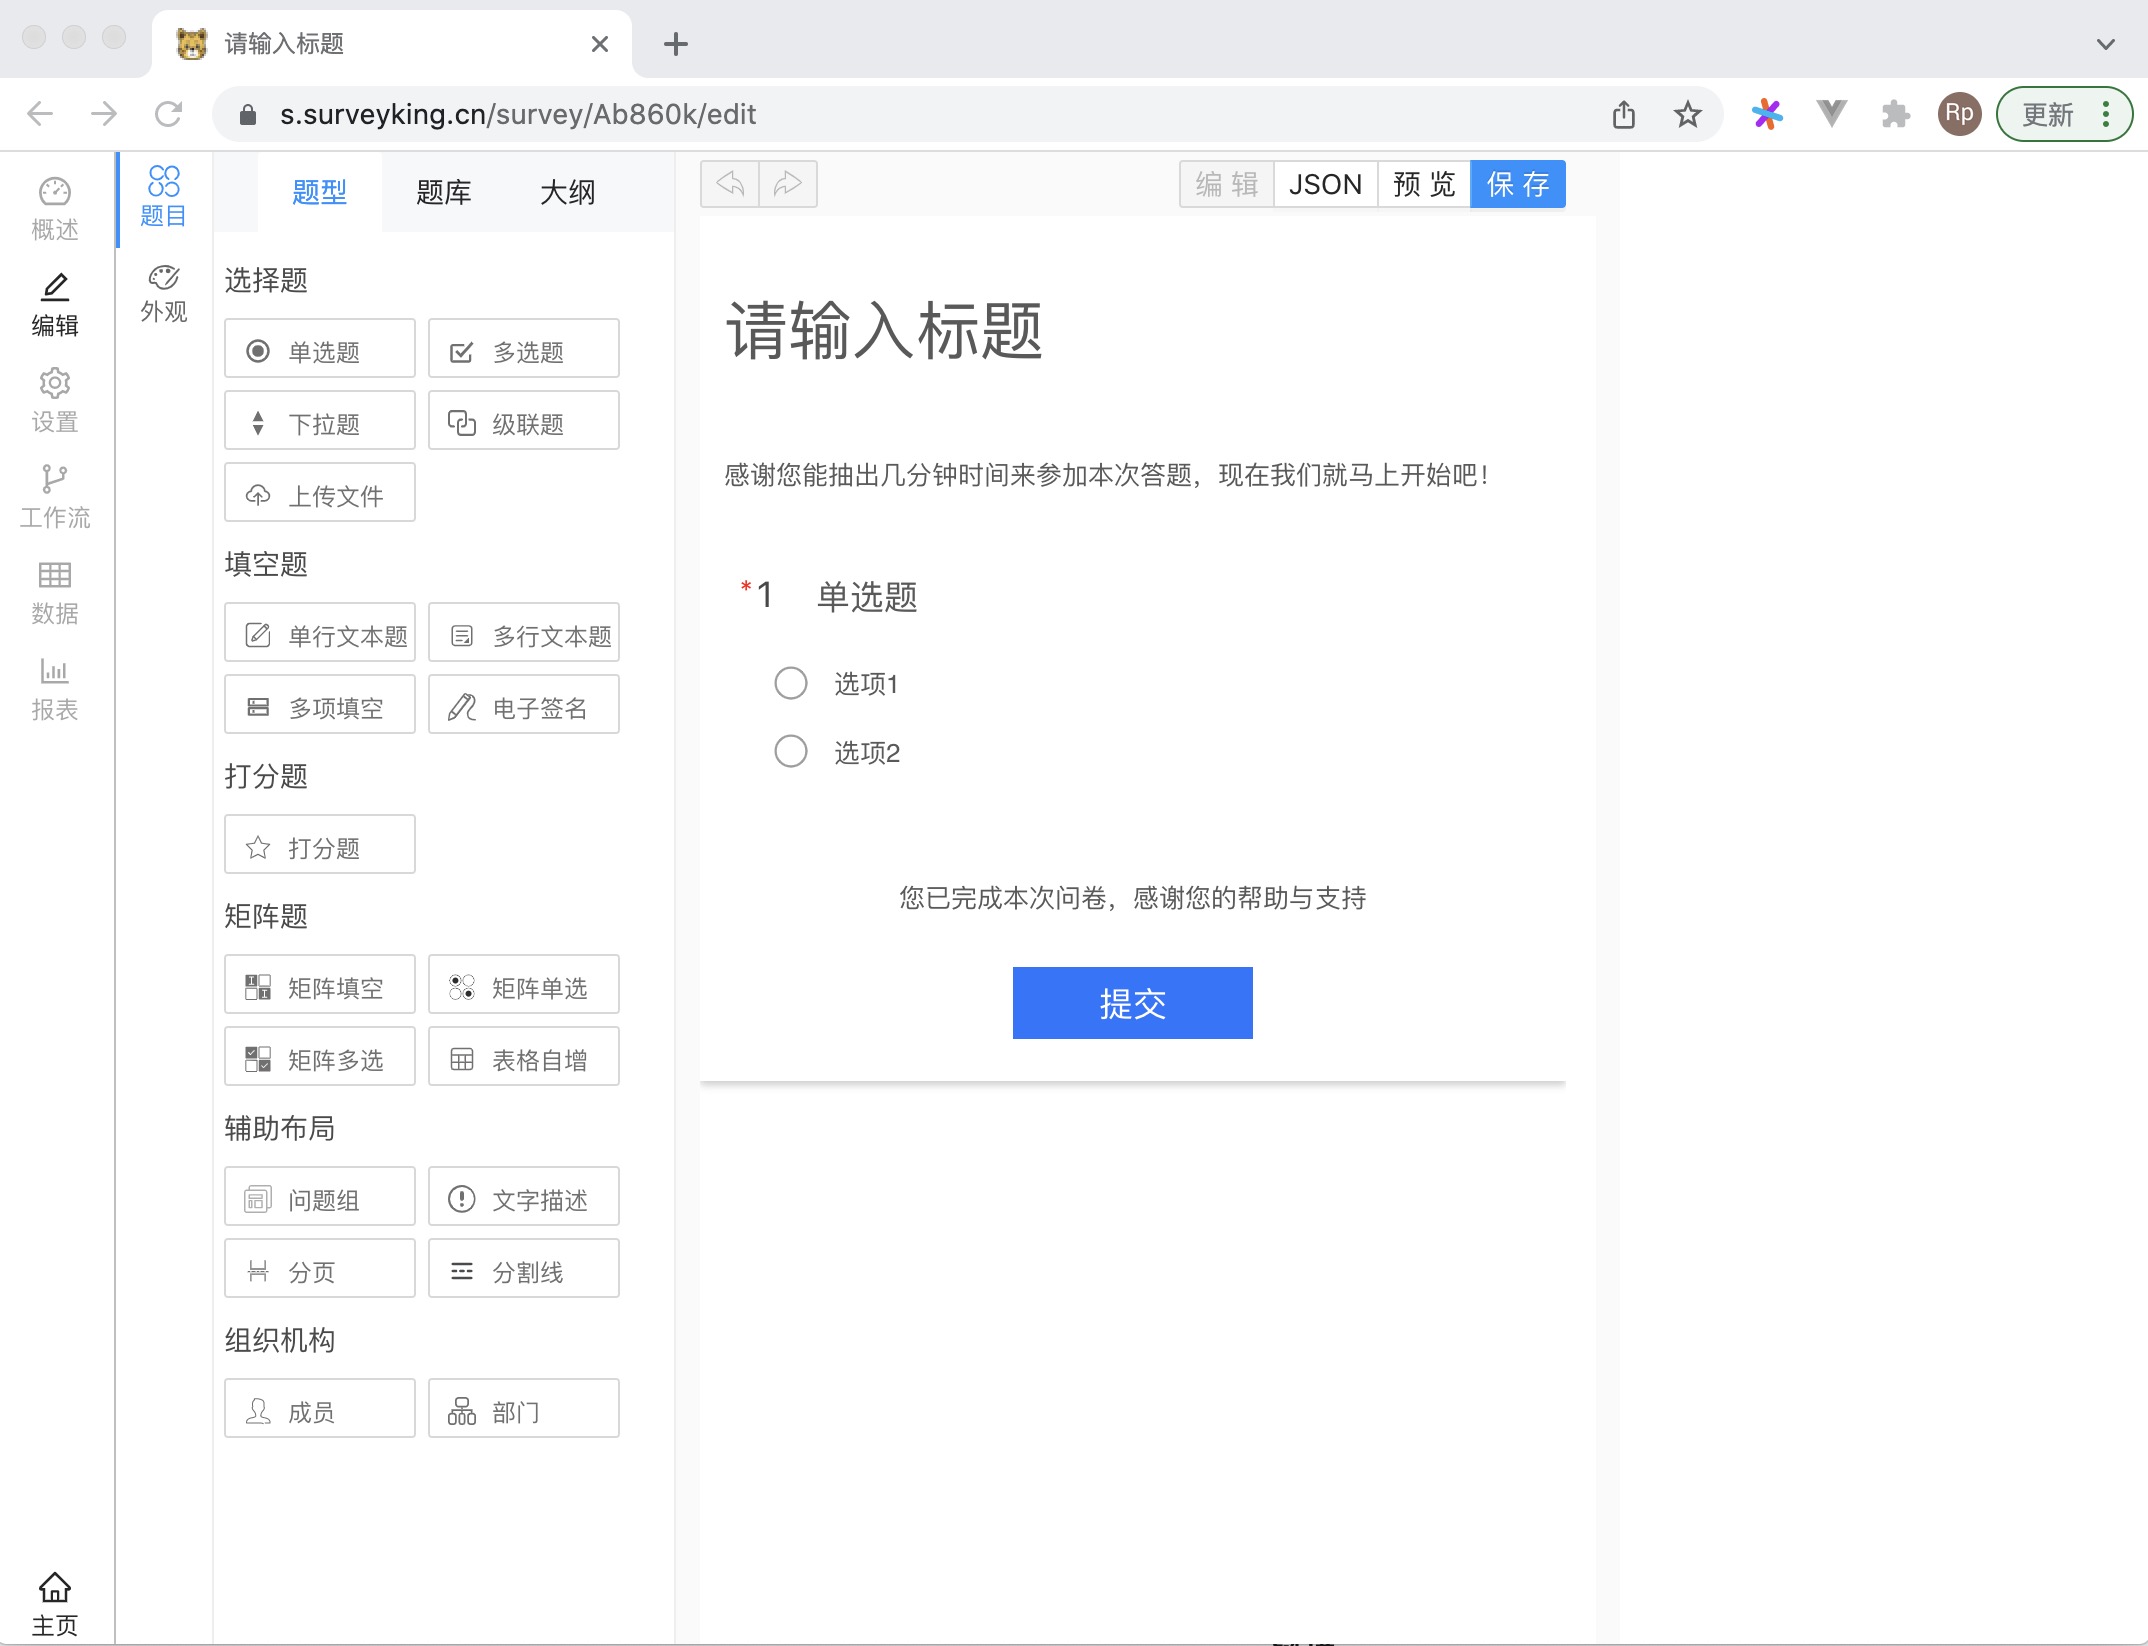 请输入标题
s.surveyking.cn/survey/Ab860k/edit
Rp
更新
概述
编辑
设置
工作流
数据
报表
主页
题目
外观
题型 题库 大纲
选择题
单选题 多选题
下拉题 级联题
上传文件
填空题
单行文本题 多行文本题
多项填空 电子签名
打分题
打分题
矩阵题
矩阵填空 矩阵单选
矩阵多选 表格自增
辅助布局
问题组 文字描述
分页 分割线
组织机构
成员 部门
编辑 JSON 预览 保存
请输入标题
感谢您能抽出几分钟时间来参加本次答题，现在我们就马上开始吧！
*1 单选题
选项1
选项2
您已完成本次问卷，感谢您的帮助与支持
提交